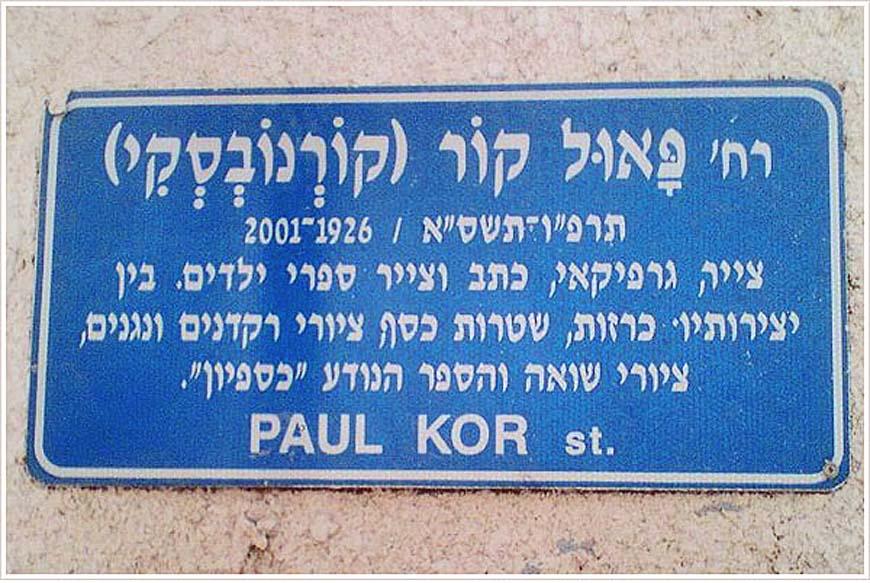 רח' פָּאוּל קוֹר (קוֹרְנוֹבְסְקִי)
תרפ"ו-תשס"א / 1926-2001
צייר, גרפיקאי, כתב וצייר ספרי ילדים. בין
יצירותיו: כרזות, שטרות כסף, ציורי רקדנים ונגנים,
ציורי שואה והספר הנודע "כספיון".
PAUL KOR st.